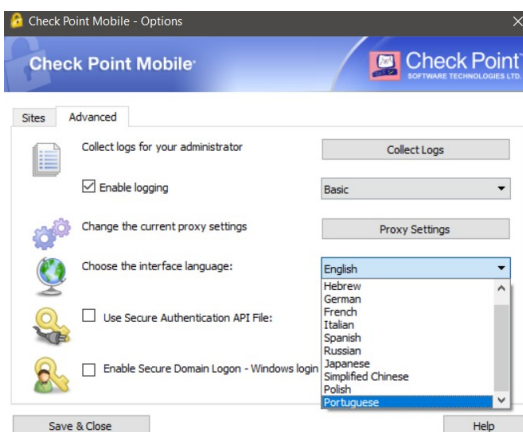 Check Point Mobile - Options
Check Point Mobile
Check Point
SOFTWARE TECHNOLOGIES LTD.
Sites
Advanced
Collect logs for your administrator
Collect Logs
Enable logging
Basic
Change the current proxy settings
Proxy Settings
Choose the interface language:
English
Hebrew
German
French
Italian
Spanish
Russian
Japanese
Simplified Chinese
Polish
Portuguese
Use Secure Authentication API File:
Enable Secure Domain Logon - Windows login
Save & Close
Help